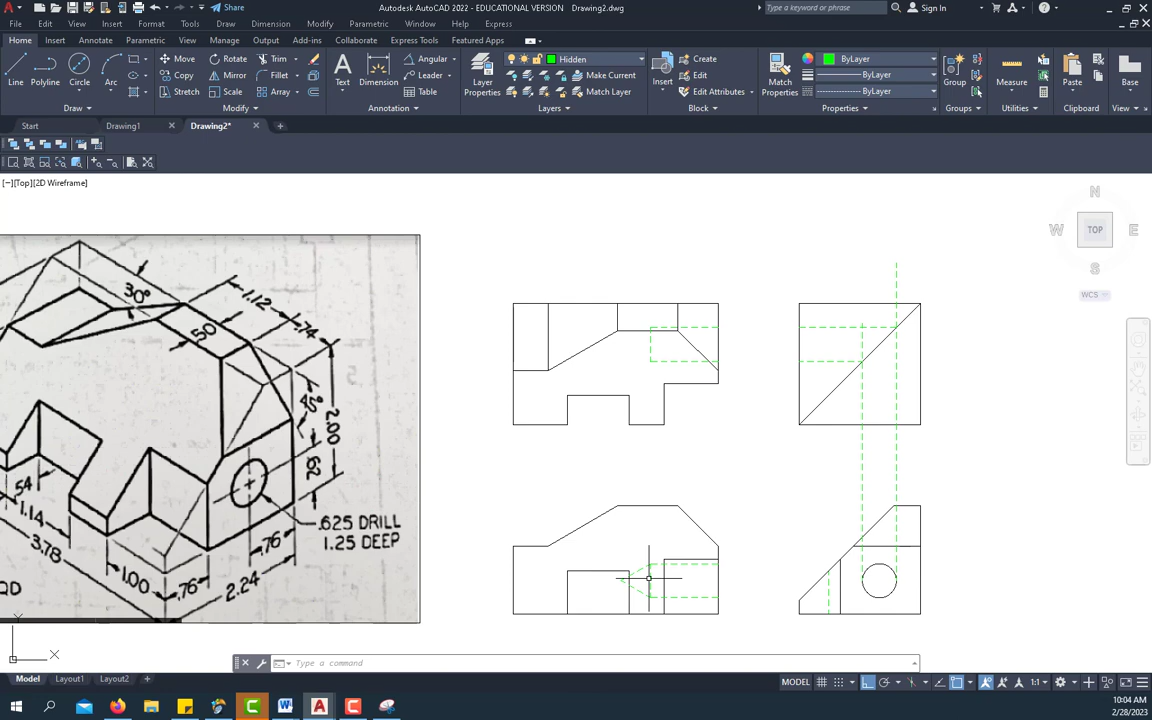 Autodesk AutoCAD 2022 - EDUCATIONAL VERSION Drawing2.dwg
Share
Type a keyword or phrase
Sign In
File Edit View Insert Format Tools Draw Dimension Modify Parametric Window Help Express
Home Insert Annotate Parametric View Manage Output Add-ins Collaborate Express Tools Featured Apps
Line Polyline Circle Arc
Move Rotate Trim
Copy Mirror Fillet
Stretch Scale Array
Text Dimension
Angular
Leader
Table
Layer Properties
Hidden
Make Current
Match Layer
Insert
Create
Edit
Edit Attributes
Match Properties
ByLayer
ByLayer
ByLayer
Group
Measure
Paste
Base
Draw Modify Annotation Layers Block Properties Groups Utilities Clipboard View
Start Drawing1 Drawing2*
[−][Top][2D Wireframe]
N
W TOP E
S
WCS
30°
1.12
.74
50
45°
2.00
.62
54
1.14
3.78
1.00
.76
2.24
.76
.625 DRILL
1.25 DEEP
QD
Y
X
Type a command
Model Layout1 Layout2 +
MODEL
1:1
10:04 AM
2/28/2023